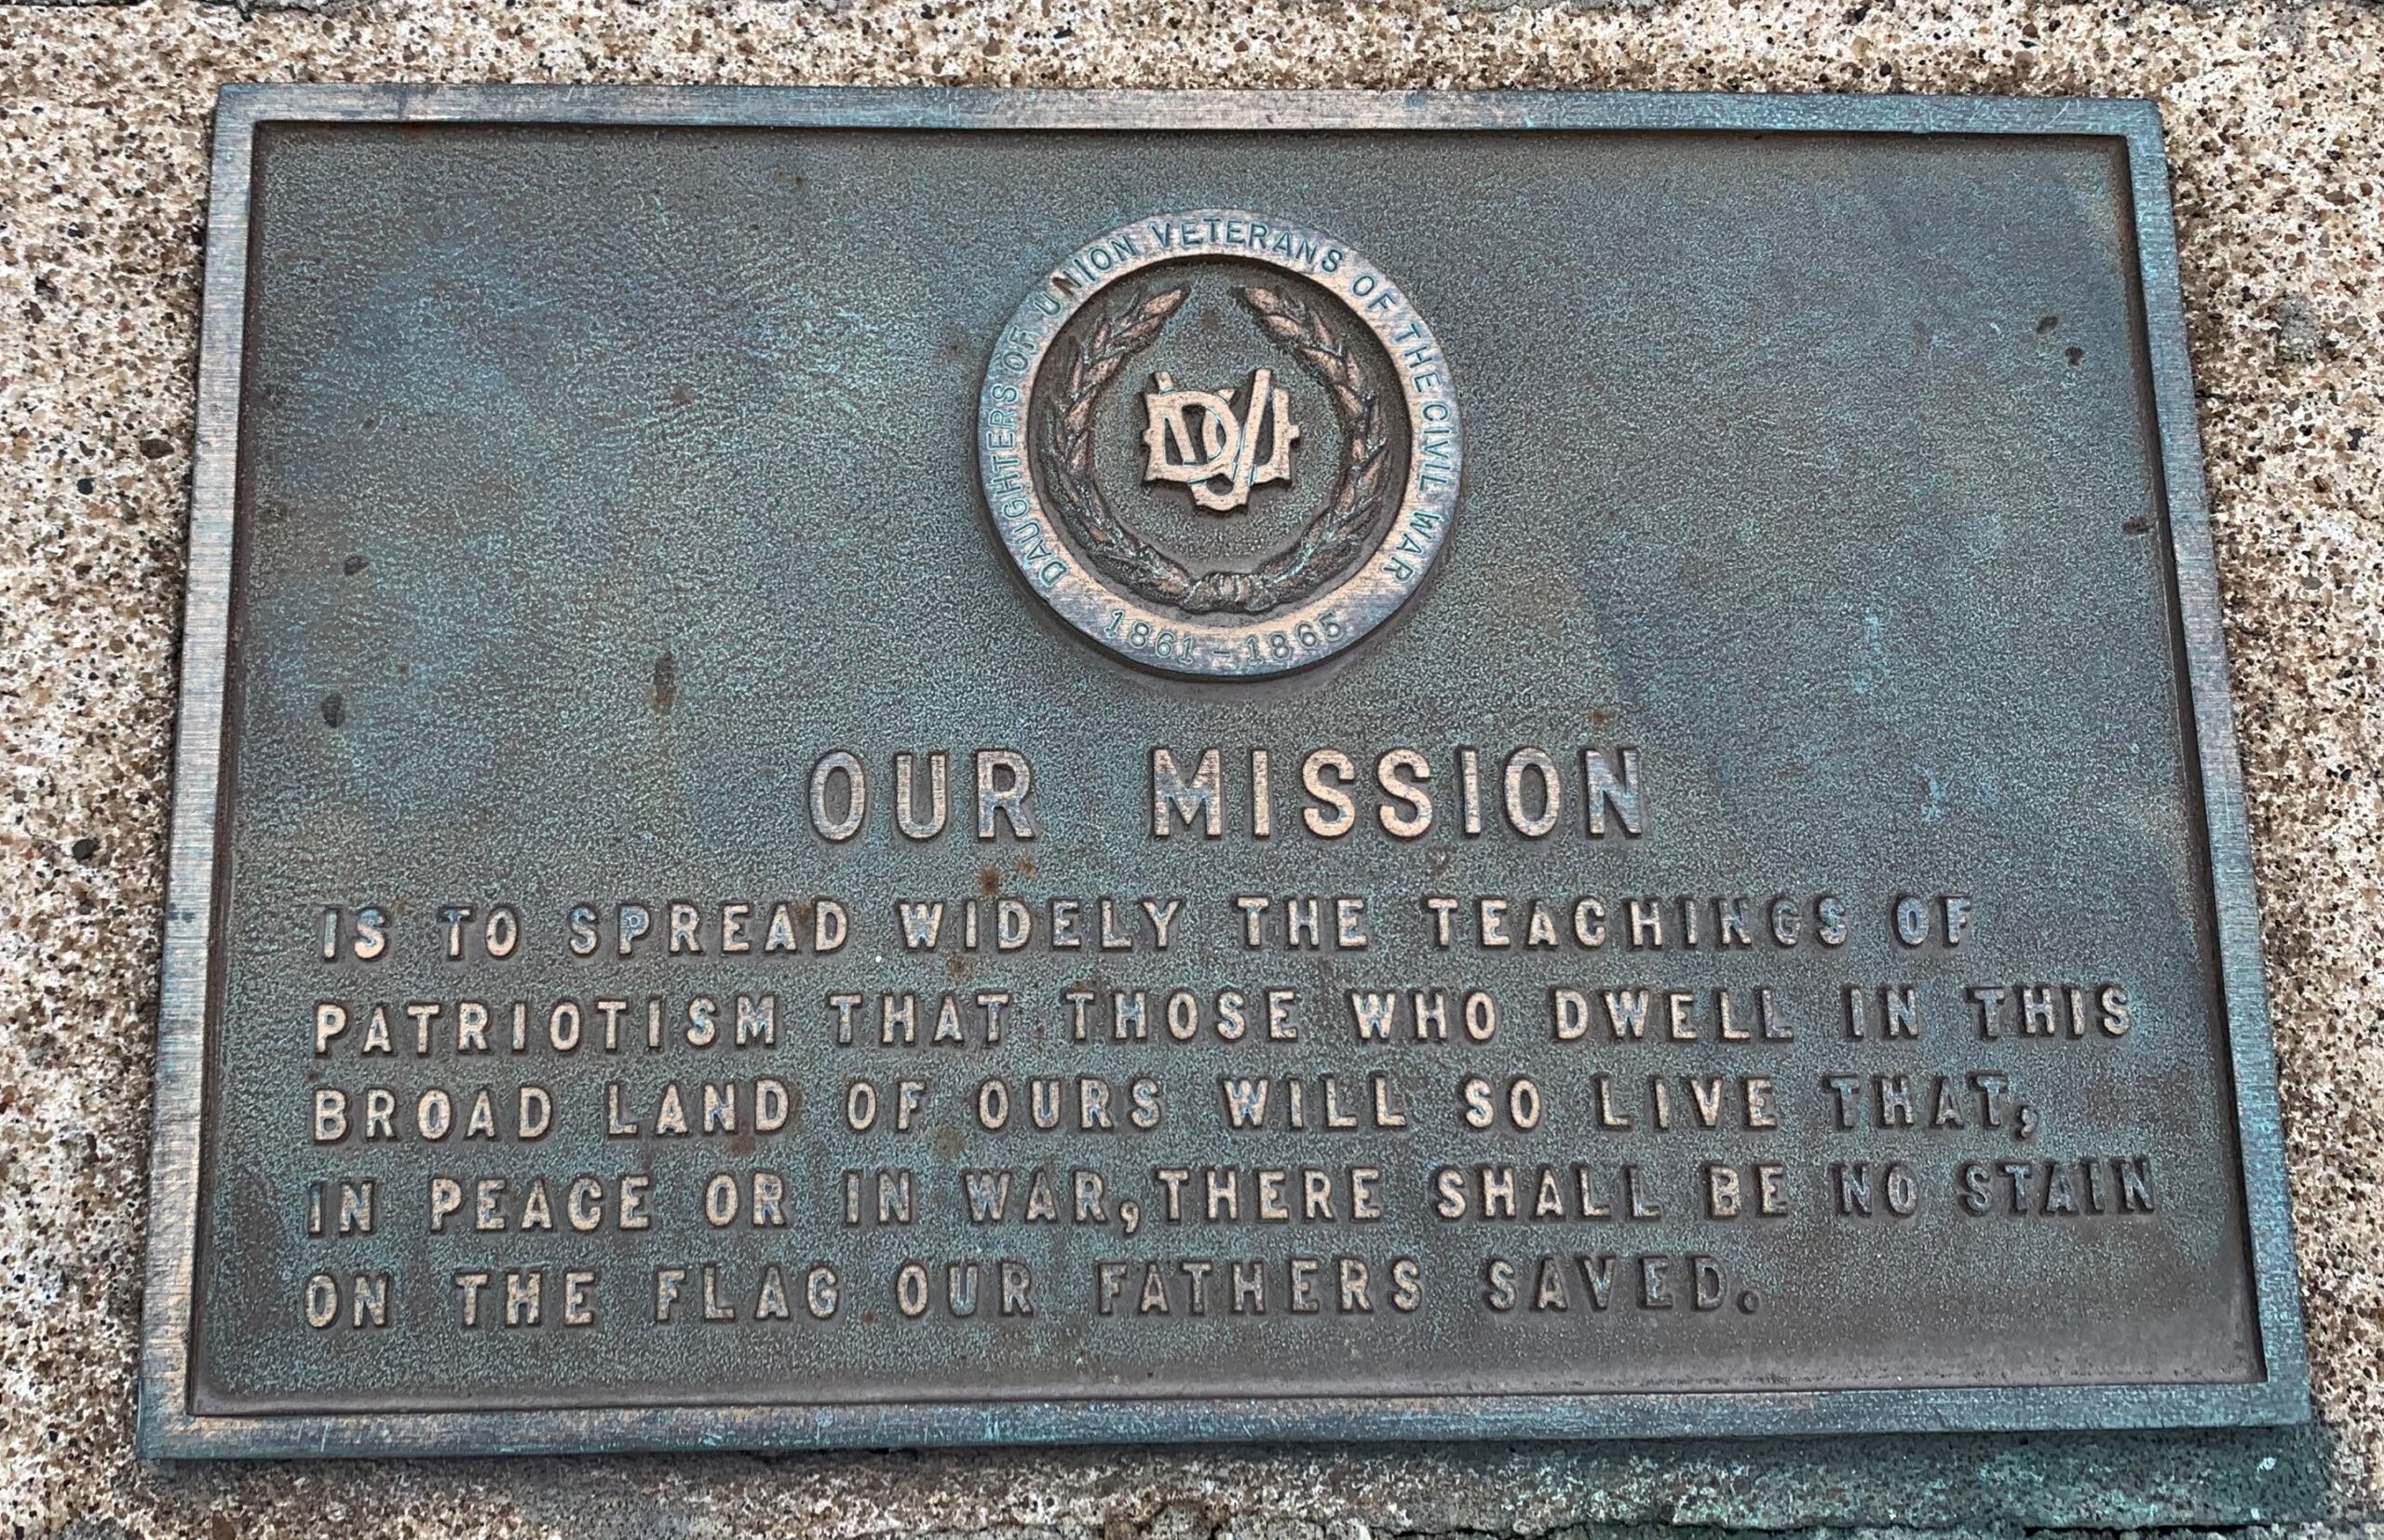 DAUGHTERS OF UNION VETERANS OF THE CIVIL WAR
1861 – 1865
OUR MISSION
IS TO SPREAD WIDELY THE TEACHINGS OF
PATRIOTISM THAT THOSE WHO DWELL IN THIS
BROAD LAND OF OURS WILL SO LIVE THAT,
IN PEACE OR IN WAR, THERE SHALL BE NO STAIN
ON THE FLAG OUR FATHERS SAVED.